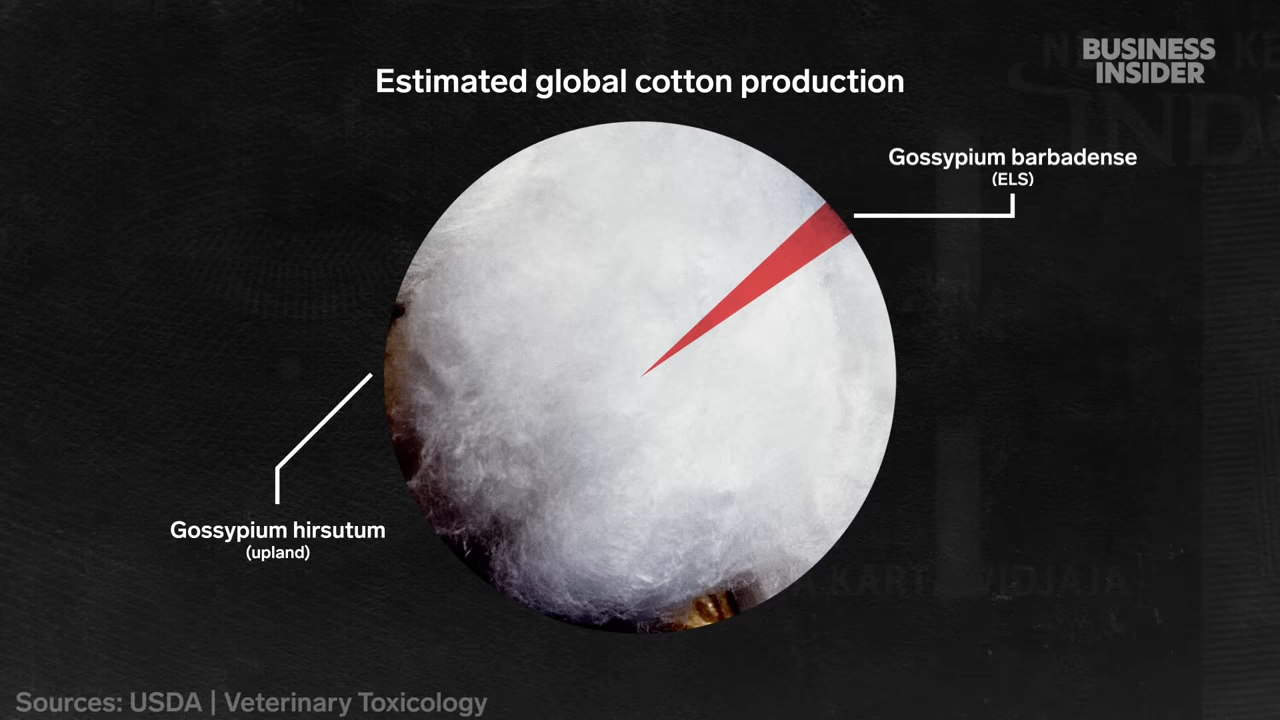 BUSINESS
INSIDER
Estimated global cotton production
Gossypium barbadense
(ELS)
Gossypium hirsutum
(upland)
Sources: USDA | Veterinary Toxicology